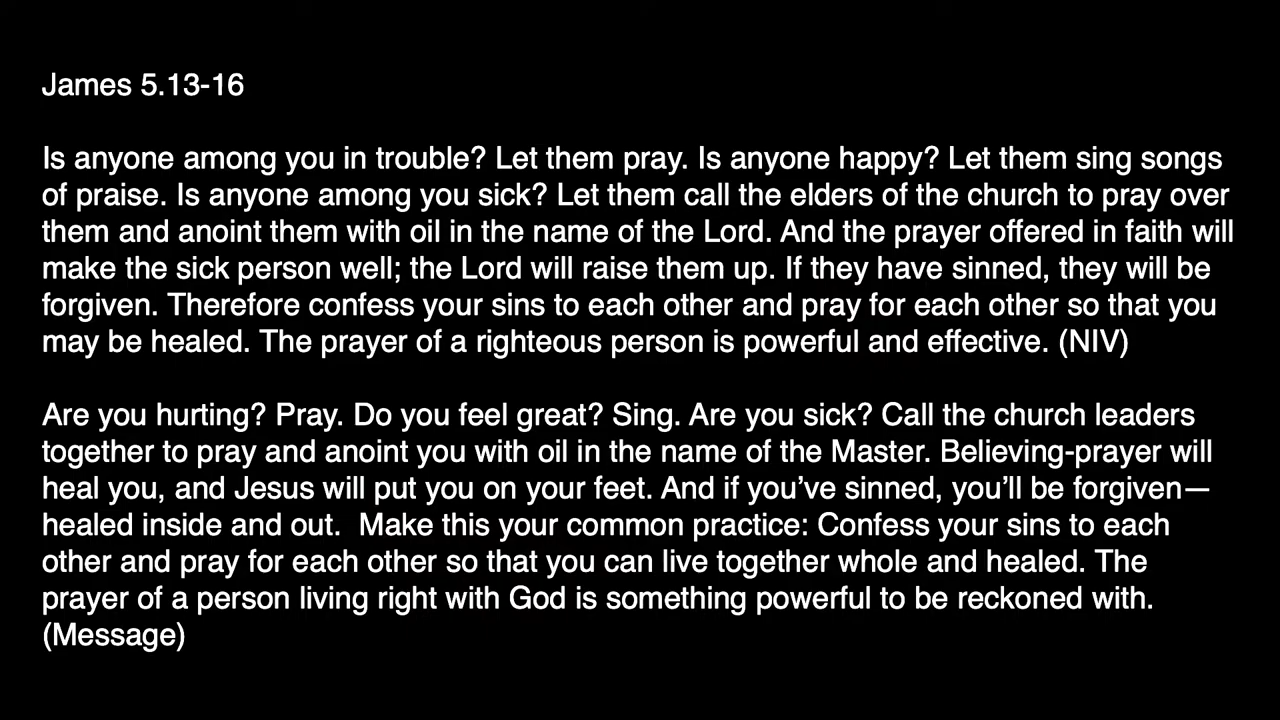 James 5.13-16
Is anyone among you in trouble? Let them pray. Is anyone happy? Let them sing songs
of praise. Is anyone among you sick? Let them call the elders of the church to pray over
them and anoint them with oil in the name of the Lord. And the prayer offered in faith will
make the sick person well; the Lord will raise them up. If they have sinned, they will be
forgiven. Therefore confess your sins to each other and pray for each other so that you
may be healed. The prayer of a righteous person is powerful and effective. (NIV)
Are you hurting? Pray. Do you feel great? Sing. Are you sick? Call the church leaders
together to pray and anoint you with oil in the name of the Master. Believing-prayer will
heal you, and Jesus will put you on your feet. And if you’ve sinned, you’ll be forgiven—
healed inside and out.  Make this your common practice: Confess your sins to each
other and pray for each other so that you can live together whole and healed. The
prayer of a person living right with God is something powerful to be reckoned with.
(Message)